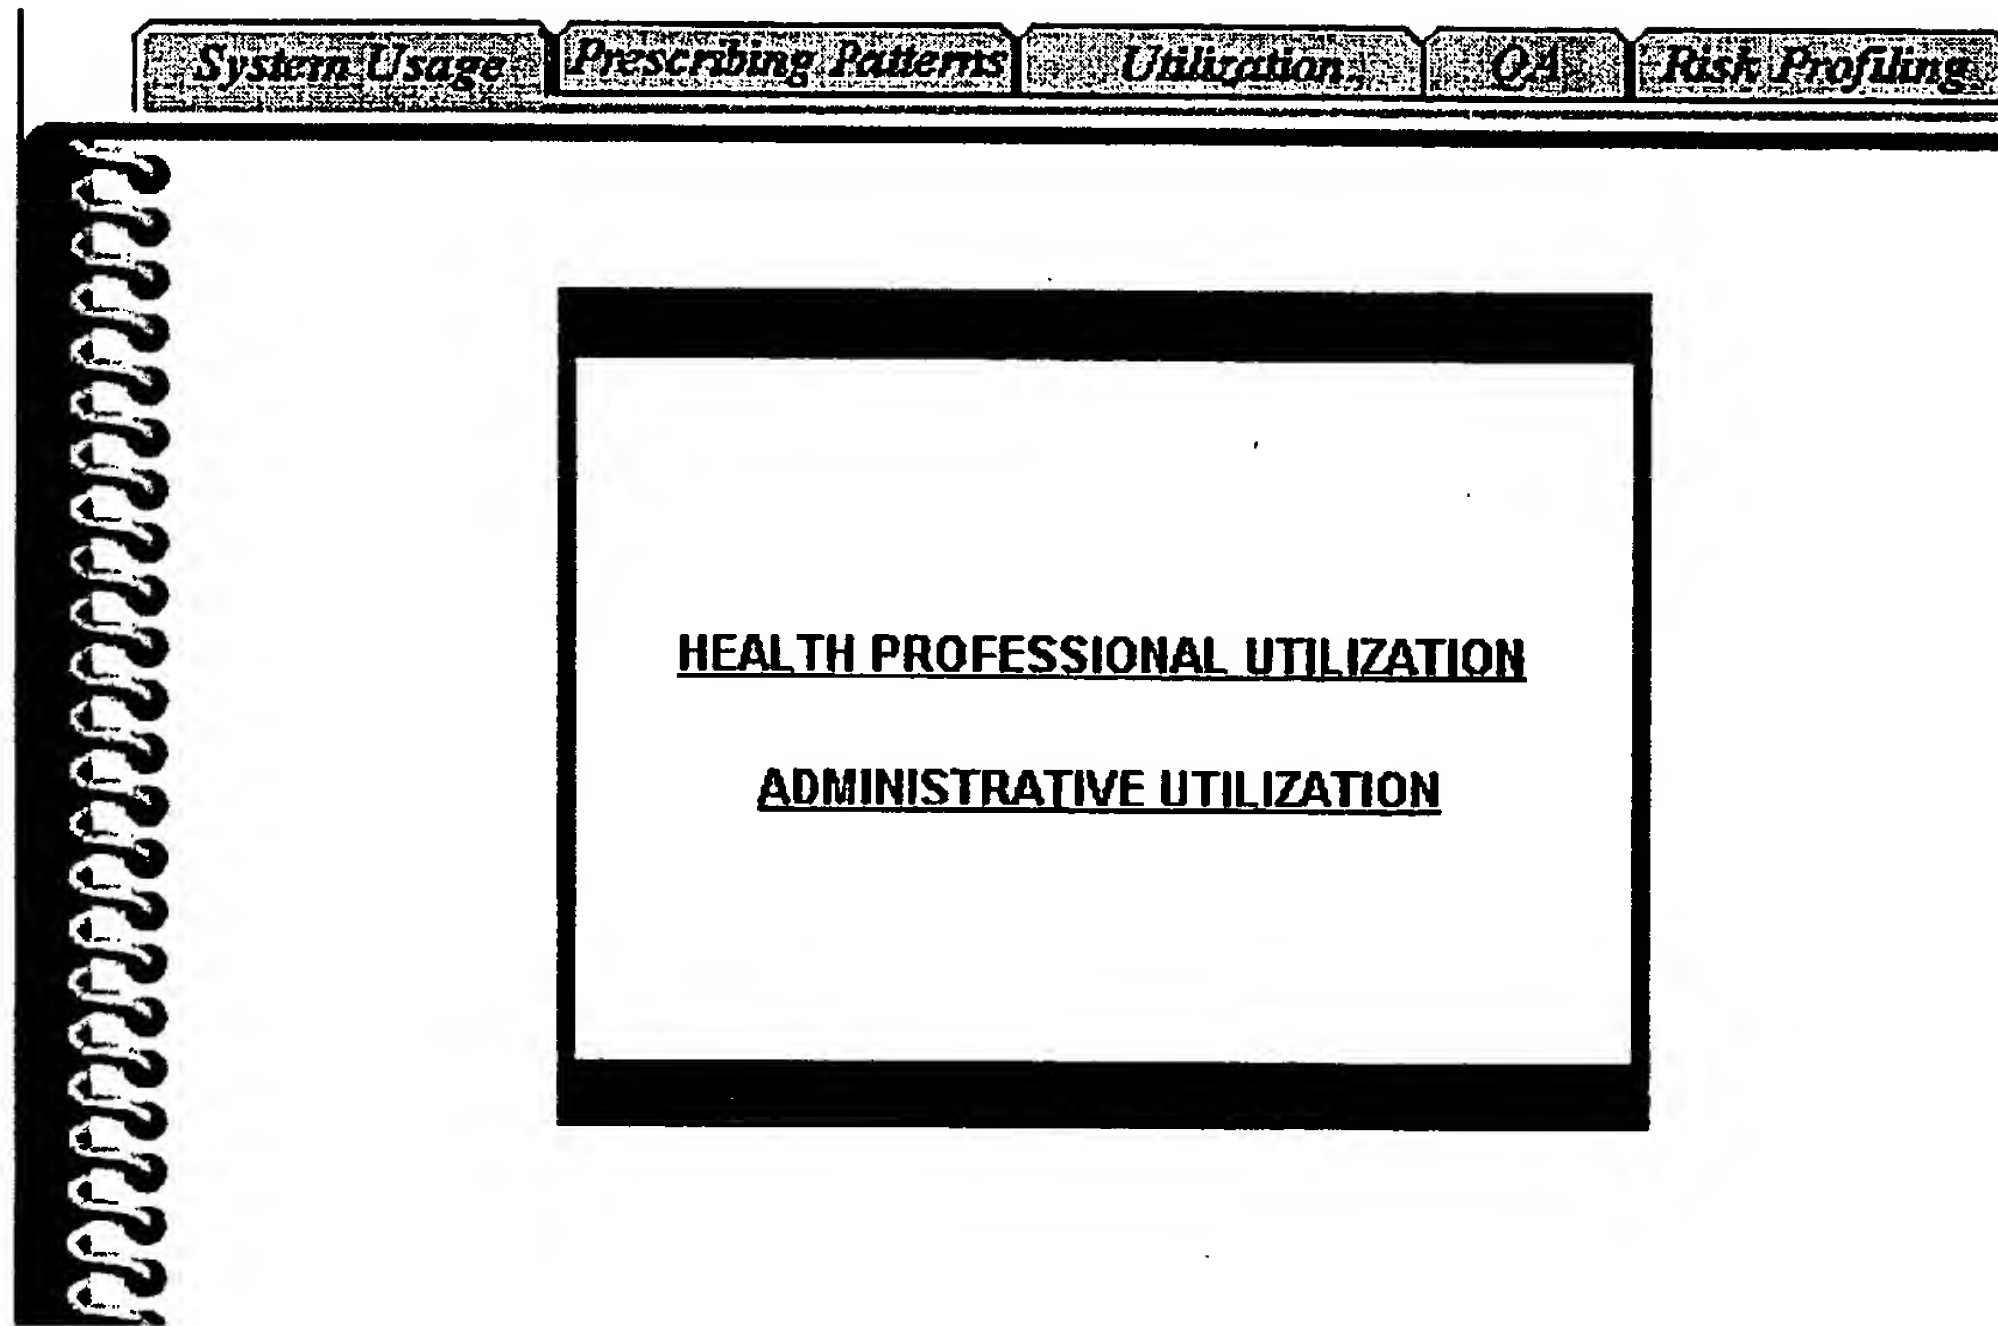 System Usage Prescribing Patterns Utilization QA Risk Profiling
HEALTH PROFESSIONAL UTILIZATION
ADMINISTRATIVE UTILIZATION